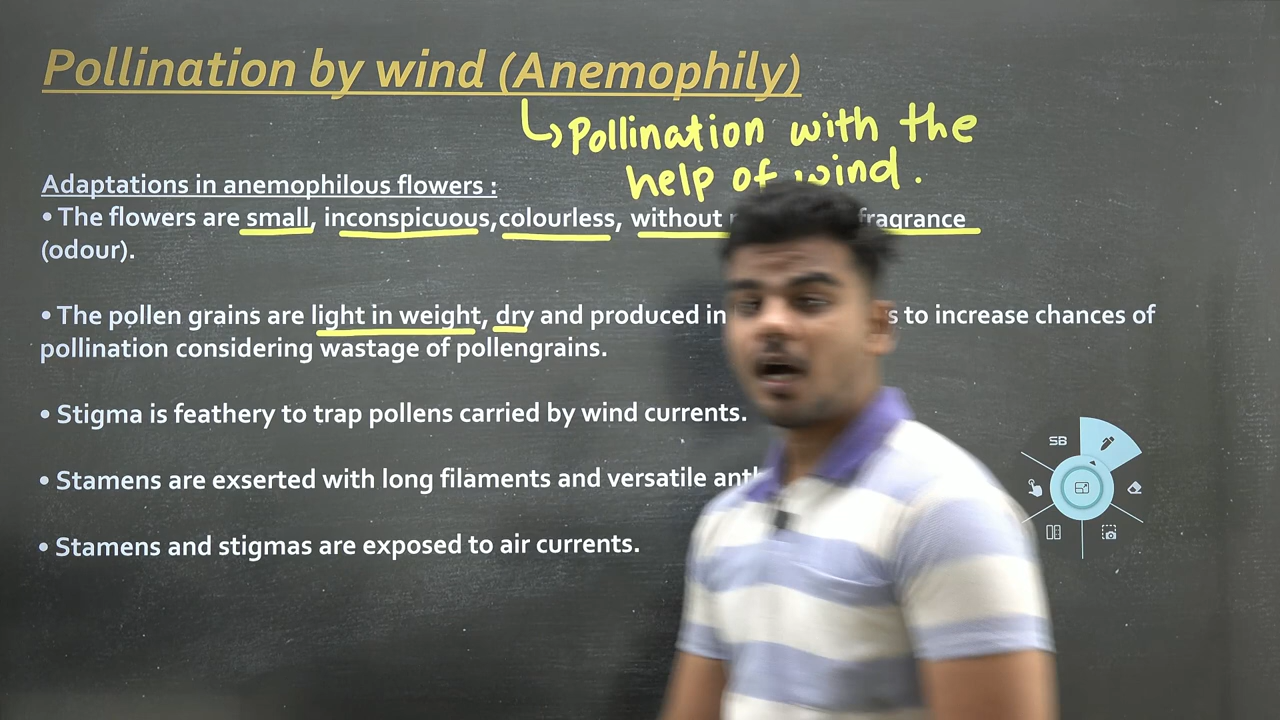 Pollination by wind (Anemophily)
↳ Pollination with the
help of wind.
Adaptations in anemophilous flowers :
• The flowers are small, inconspicuous, colourless, without fragrance
(odour).
• The pollen grains are light in weight, dry and produced in to increase chances of
pollination considering wastage of pollengrains.
• Stigma is feathery to trap pollens carried by wind currents.
• Stamens are exserted with long filaments and versatile
• Stamens and stigmas are exposed to air currents.
SB